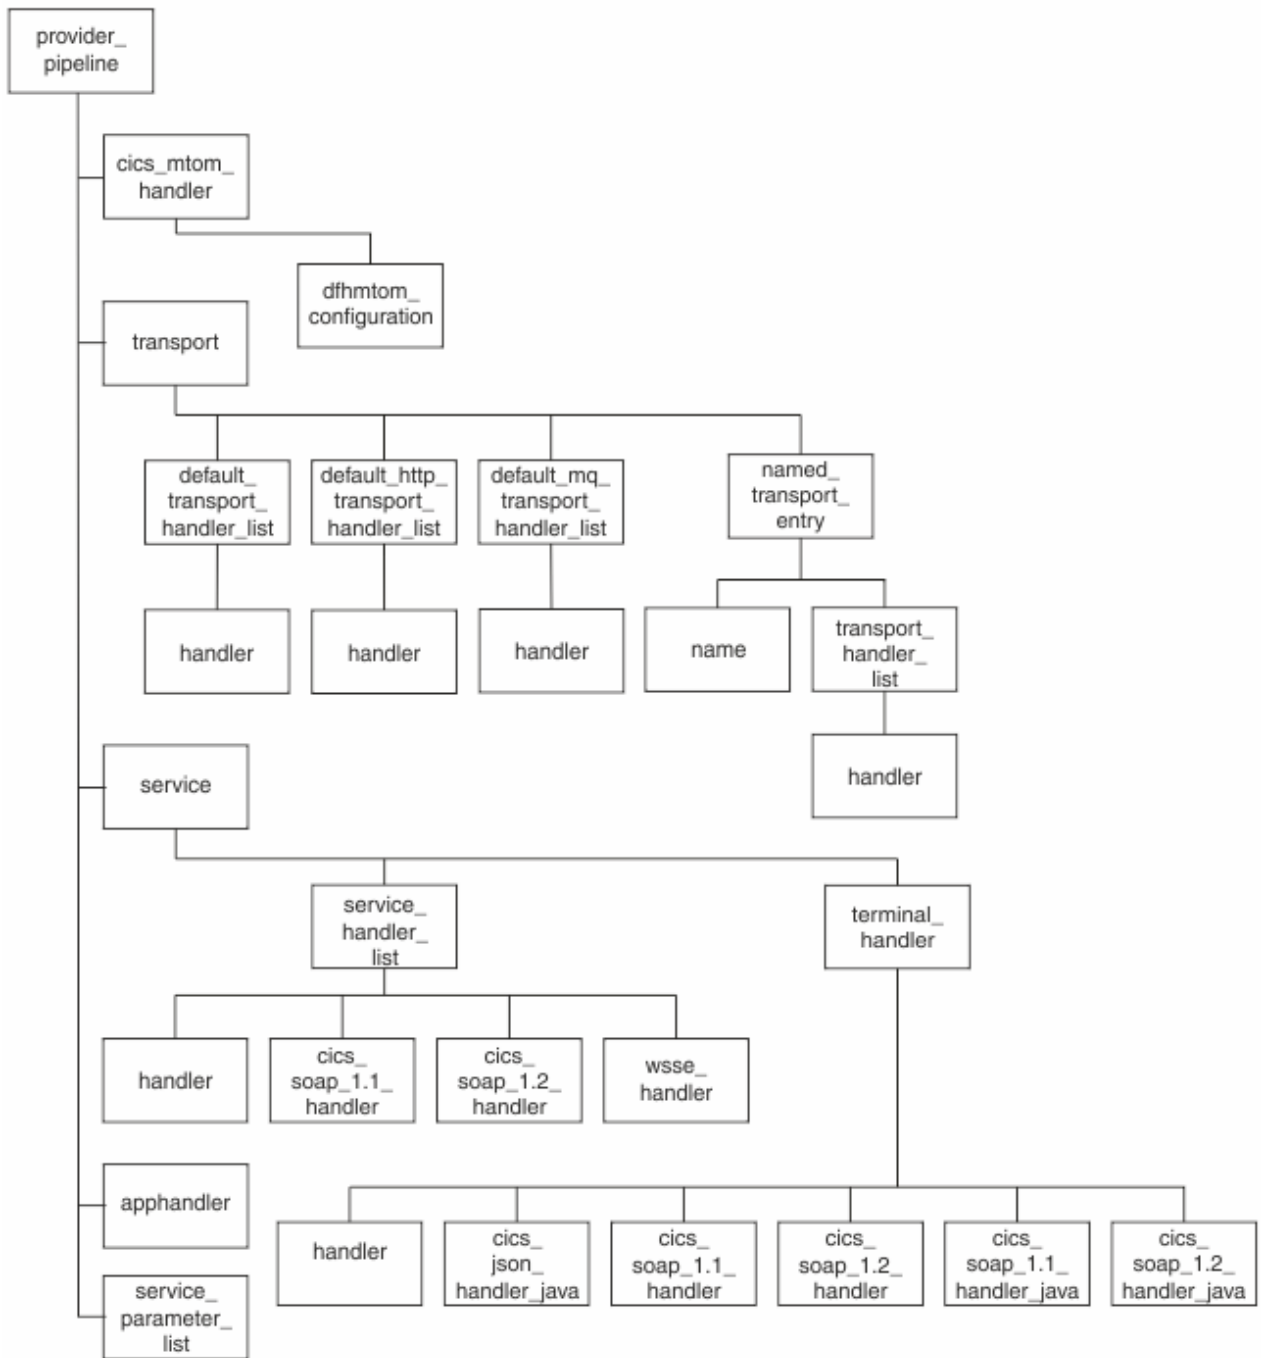 provider_
pipeline
cics_mtom_
handler
dfhmtom_
configuration
transport
default_
transport_
handler_list
default_http_
transport_
handler_list
default_mq_
transport_
handler_list
named_
transport_
entry
handler
handler
handler
name
transport_
handler_
list
handler
service
service_
handler_
list
terminal_
handler
handler
cics_
soap_1.1_
handler
cics_
soap_1.2_
handler
wsse_
handler
apphandler
handler
cics_
json_
handler_java
cics_
soap_1.1_
handler
cics_
soap_1.2_
handler
cics_
soap_1.1_
handler_java
cics_
soap_1.2_
handler_java
service_
parameter_
list